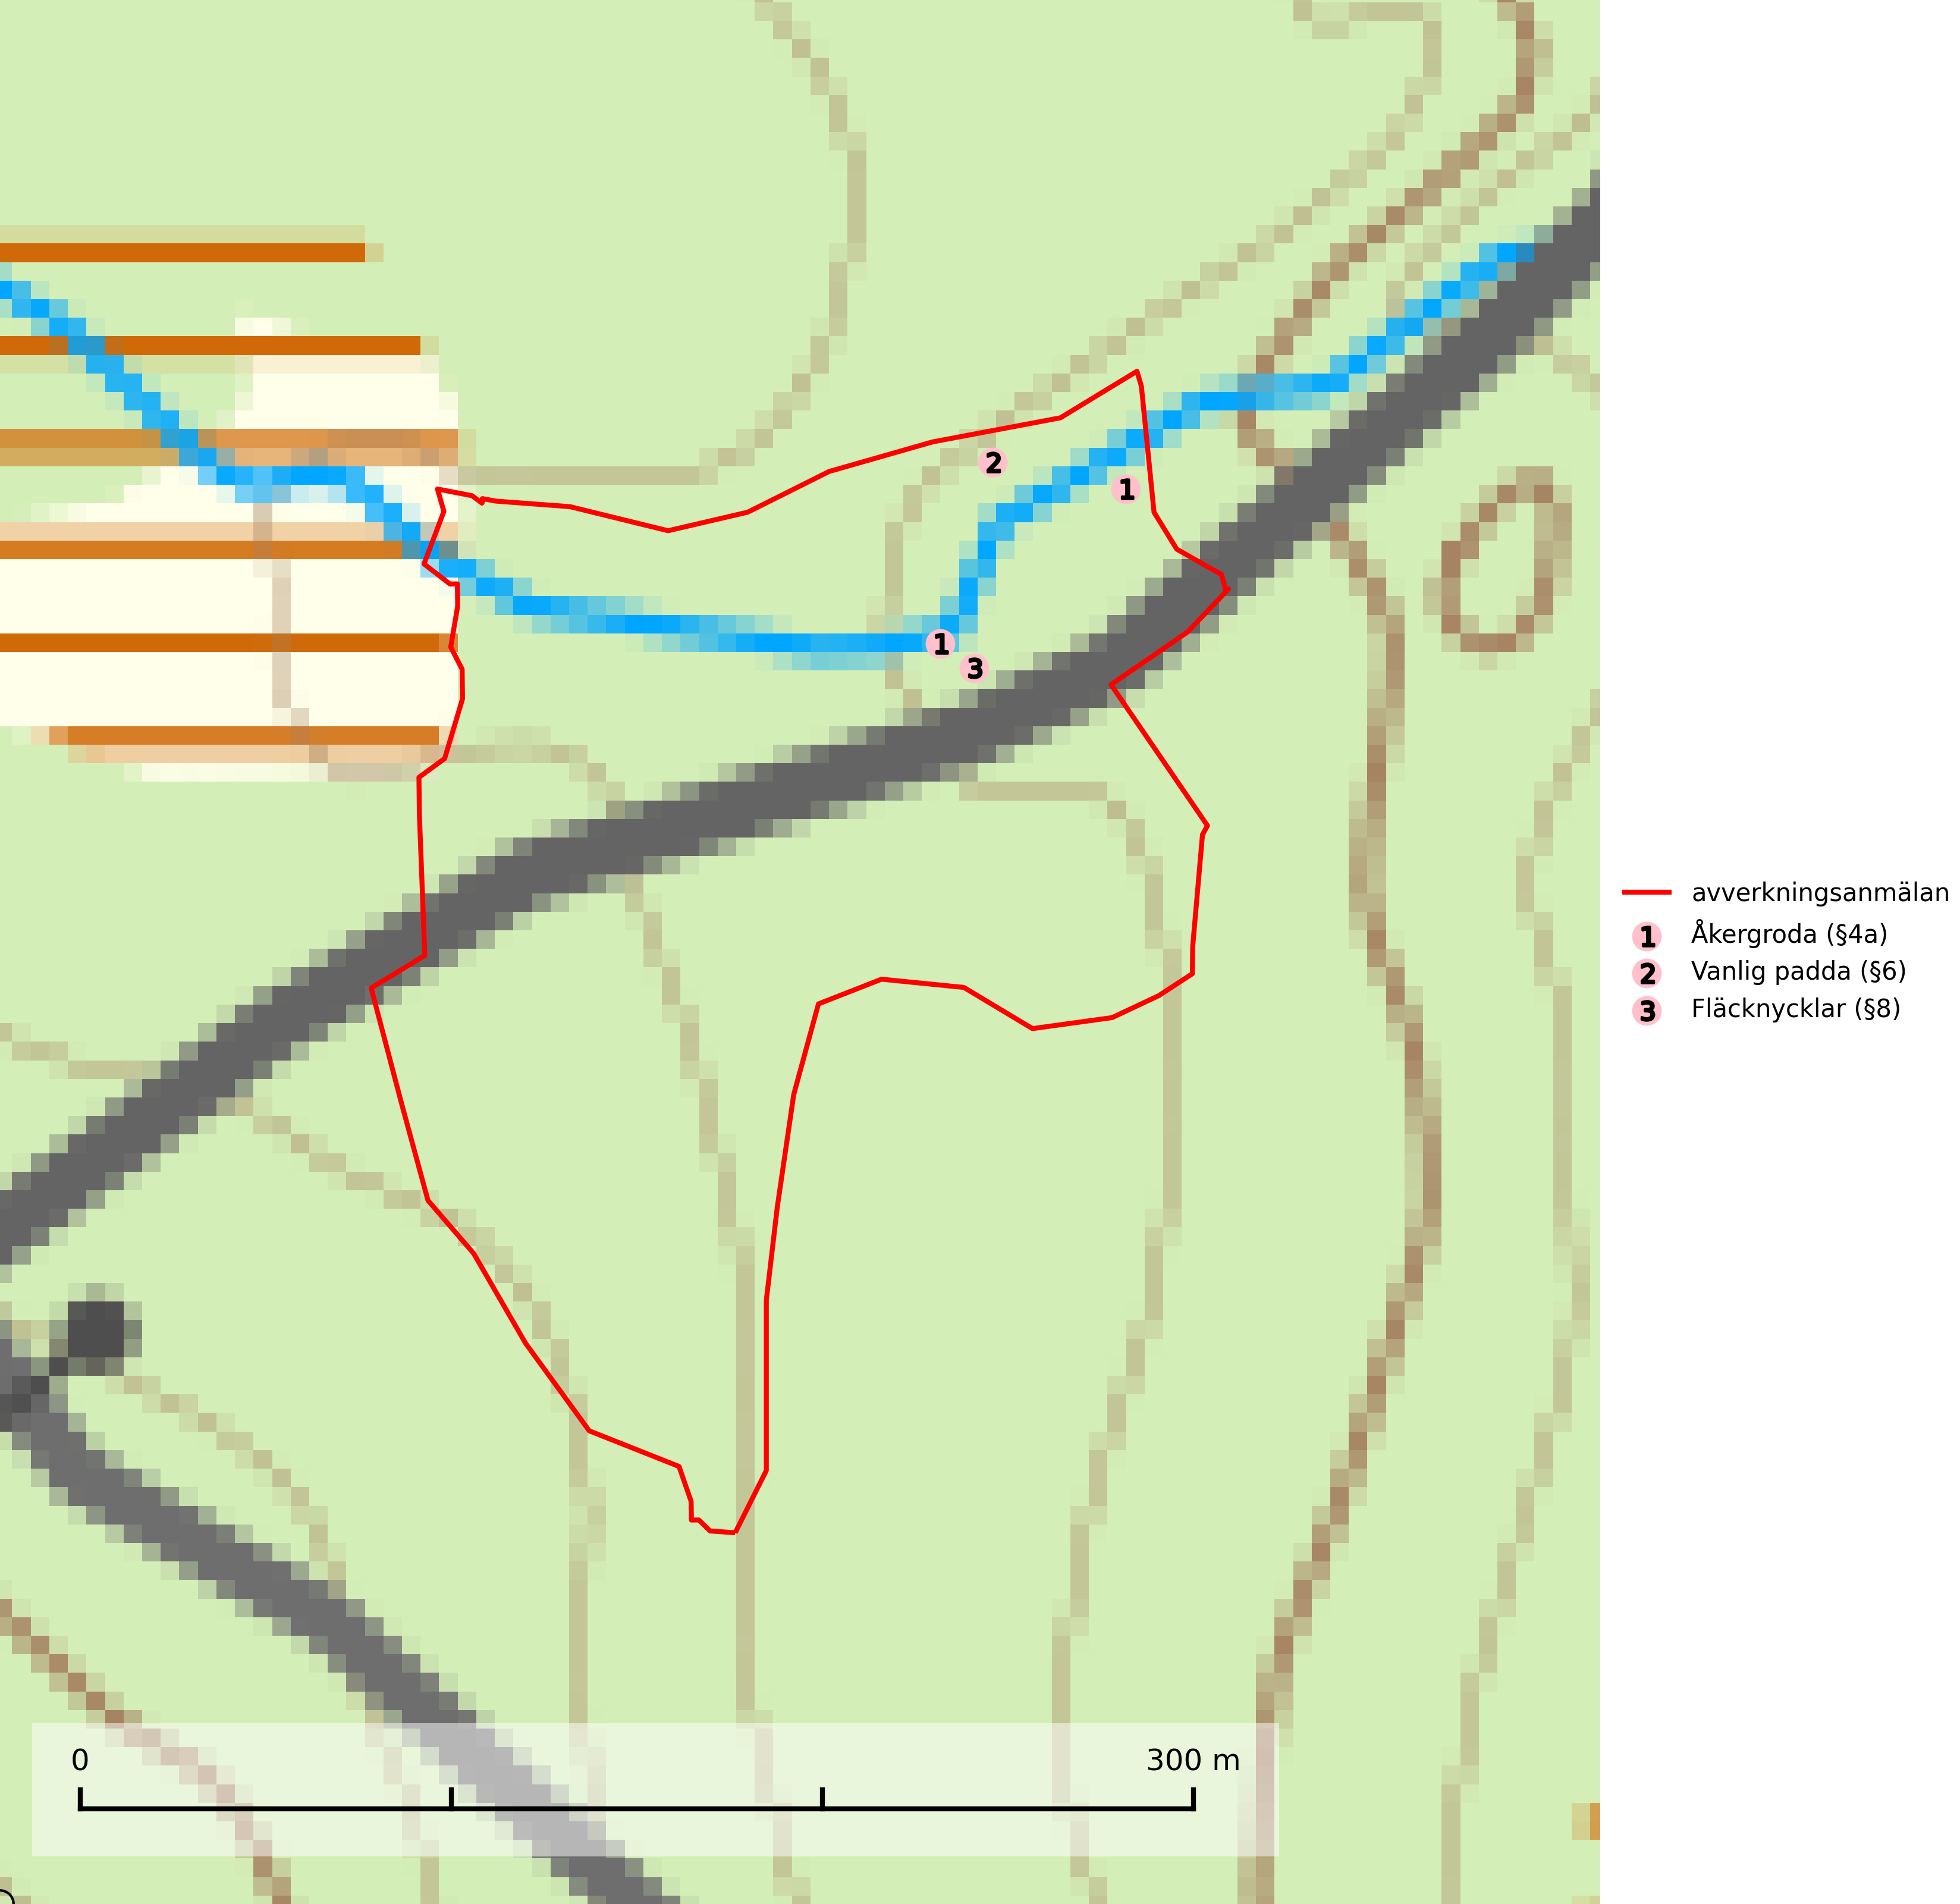 2
1
1
3
avverkningsanmälan
1 Åkergroda (§4a)
2 Vanlig padda (§6)
3 Fläcknycklar (§8)
0 300 m